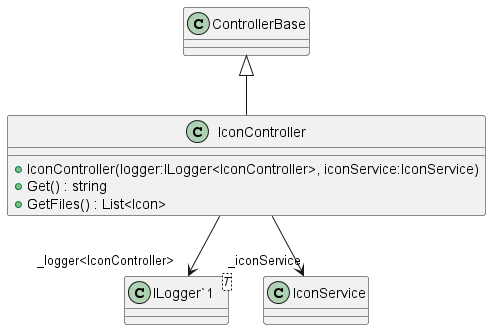 C ControllerBase
C IconController
IconController(logger:ILogger<IconController>, iconService:IconService)
Get() : string
GetFiles() : List<Icon>
_logger<IconController>
_iconService
C ILogger`1
T
C IconService